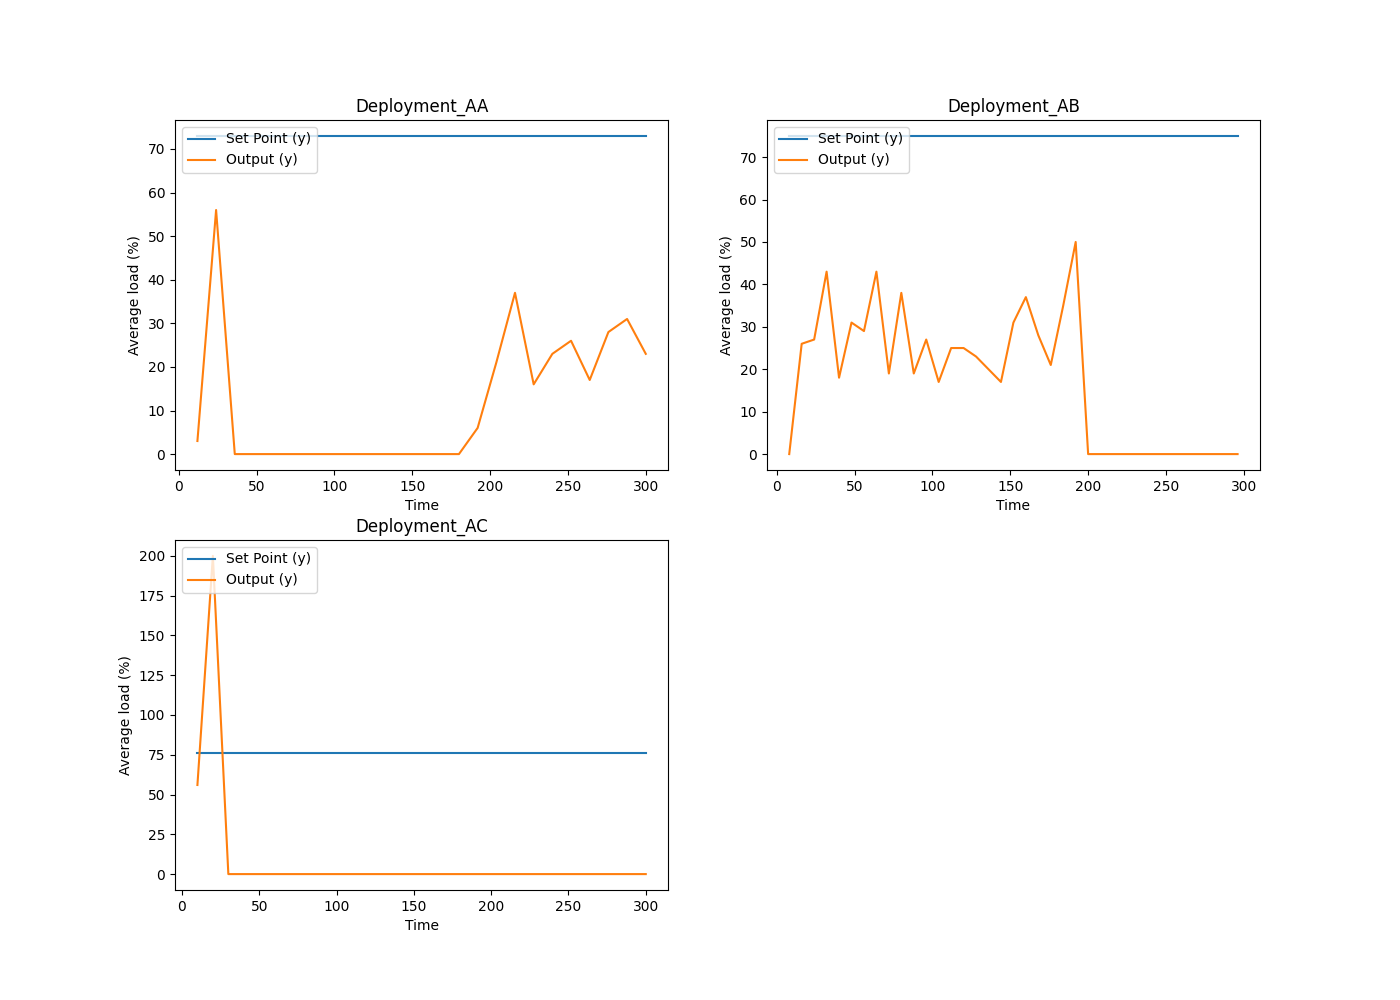 Deployment_AA
Set Point (y)
Output (y)
70
60
50
40
30
20
10
0
Average load (%)
0 50 100 150 200 250 300
Time
Deployment_AB
Set Point (y)
Output (y)
70
60
50
40
30
20
10
0
Average load (%)
0 50 100 150 200 250 300
Time
Deployment_AC
Set Point (y)
Output (y)
200
175
150
125
100
75
50
25
0
Average load (%)
0 50 100 150 200 250 300
Time